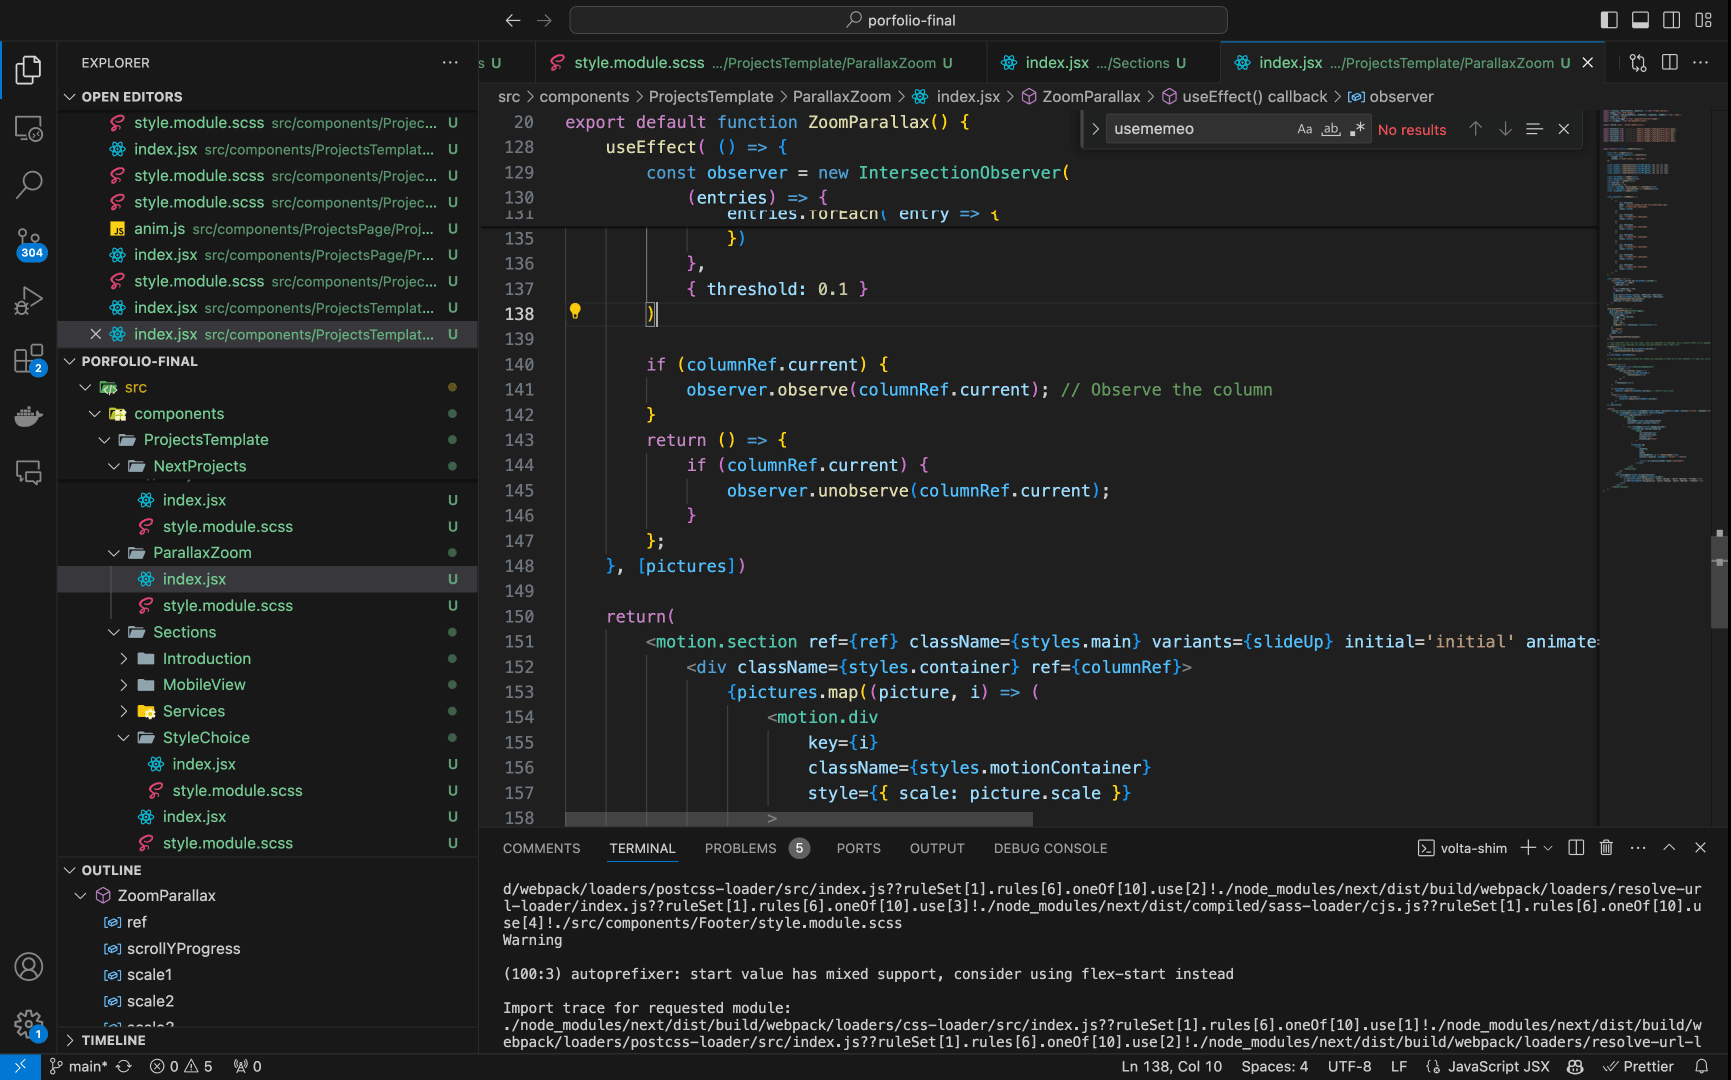 porfolio-final
EXPLORER
OPEN EDITORS
style.module.scss src/components/Projec... U
index.jsx src/components/ProjectsTemplat... U
style.module.scss src/components/Projec... U
style.module.scss src/components/Projec... U
anim.js src/components/ProjectsPage/Proj... U
index.jsx src/components/ProjectsPage/Pr... U
style.module.scss src/components/Projec... U
index.jsx src/components/ProjectsTemplat... U
index.jsx src/components/ProjectsTemplat... U
PORFOLIO-FINAL
src
components
ProjectsTemplate
NextProjects
index.jsx U
style.module.scss U
ParallaxZoom
index.jsx U
style.module.scss U
Sections
Introduction
MobileView
Services
StyleChoice
index.jsx U
style.module.scss U
index.jsx U
style.module.scss U
OUTLINE
ZoomParallax
ref
scrollYProgress
scale1
scale2
TIMELINE
304
2
1
s U
style.module.scss .../ProjectsTemplate/ParallaxZoom U
index.jsx .../Sections U
index.jsx .../ProjectsTemplate/ParallaxZoom U
src > components > ProjectsTemplate > ParallaxZoom > index.jsx > ZoomParallax > useEffect() callback > observer
usememeo Aa ab .* No results
20 export default function ZoomParallax() {
128 useEffect( () => {
129 const observer = new IntersectionObserver(
130 (entries) => {
131 entries.forEach( entry => {
135 })
136 },
137 { threshold: 0.1 }
138 )
139
140 if (columnRef.current) {
141 observer.observe(columnRef.current); // Observe the column
142 }
143 return () => {
144 if (columnRef.current) {
145 observer.unobserve(columnRef.current);
146 }
147 };
148 }, [pictures])
149
150 return(
151 <motion.section ref={ref} className={styles.main} variants={slideUp} initial='initial' animate=
152 <div className={styles.container} ref={columnRef}>
153 {pictures.map((picture, i) => (
154 <motion.div
155 key={i}
156 className={styles.motionContainer}
157 style={{ scale: picture.scale }}
158 >
COMMENTS TERMINAL PROBLEMS 5 PORTS OUTPUT DEBUG CONSOLE volta-shim
d/webpack/loaders/postcss-loader/src/index.js??ruleSet[1].rules[6].oneOf[10].use[2]!./node_modules/next/dist/build/webpack/loaders/resolve-ur
l-loader/index.js??ruleSet[1].rules[6].oneOf[10].use[3]!./node_modules/next/dist/compiled/sass-loader/cjs.js??ruleSet[1].rules[6].oneOf[10].u
se[4]!./src/components/Footer/style.module.scss
Warning
(100:3) autoprefixer: start value has mixed support, consider using flex-start instead
Import trace for requested module:
./node_modules/next/dist/build/webpack/loaders/css-loader/src/index.js??ruleSet[1].rules[6].oneOf[10].use[1]!./node_modules/next/dist/build/w
ebpack/loaders/postcss-loader/src/index.js??ruleSet[1].rules[6].oneOf[10].use[2]!./node_modules/next/dist/build/webpack/loaders/resolve-url-l
main* 0 5 0 Ln 138, Col 10 Spaces: 4 UTF-8 LF JavaScript JSX Prettier